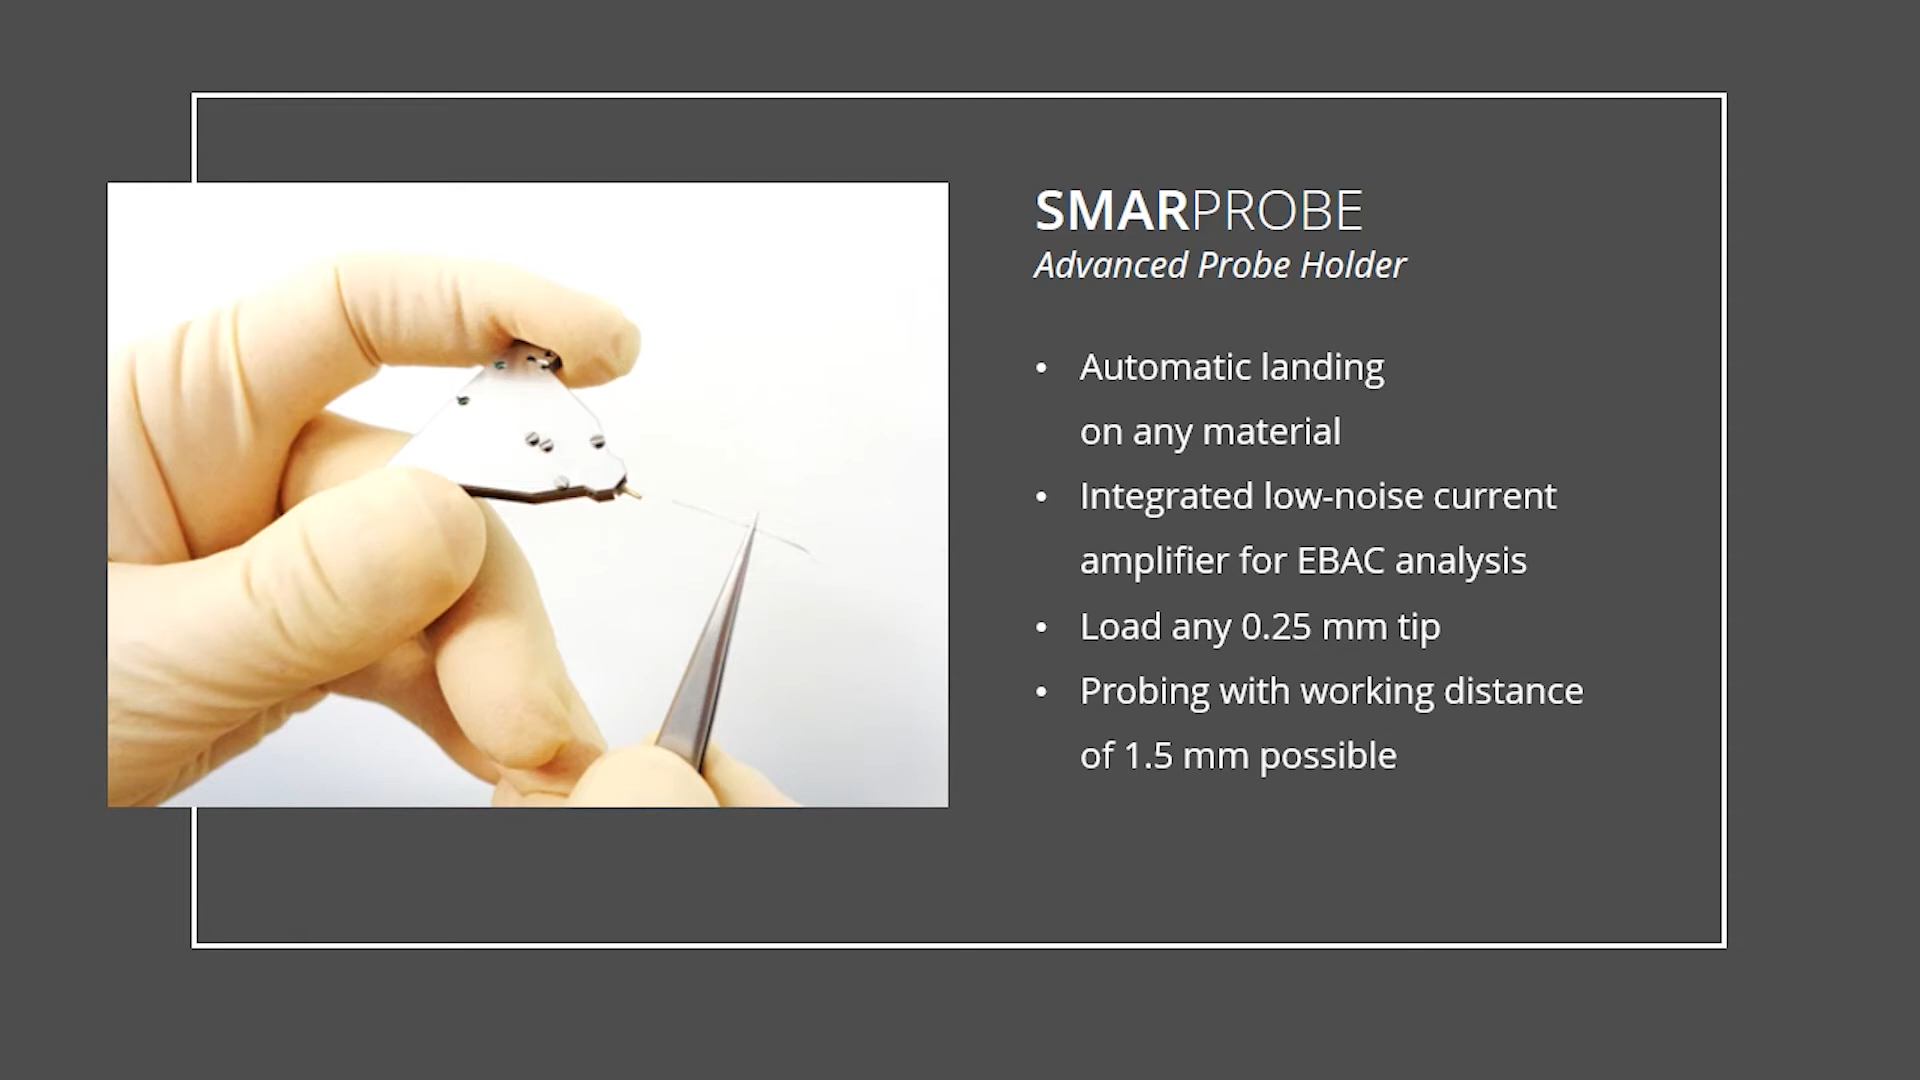 SMARPROBE
Advanced Probe Holder
• Automatic landing
on any material
• Integrated low-noise current
amplifier for EBAC analysis
• Load any 0.25 mm tip
• Probing with working distance
of 1.5 mm possible